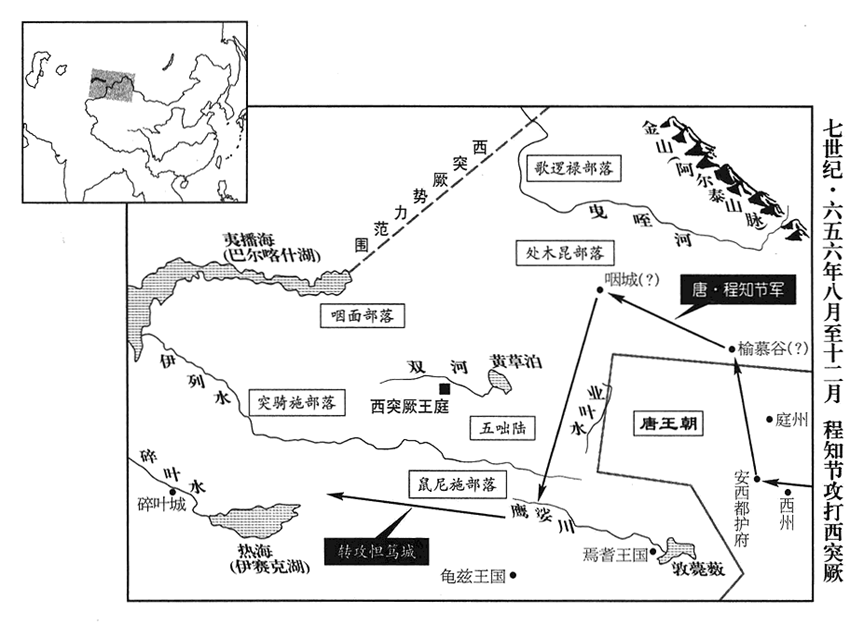 七世纪·六五六年八月至十二月 程知节攻打西突厥
西突厥势力范围
金山(阿尔泰山脉)
歌逻禄部落
曳咥河
处木昆部落
夷播海
(巴尔喀什湖)
咽城(?)
唐·程知节军
咽面部落
榆慕谷(?)
伊列水
双河
黄草泊
西突厥王庭
突骑施部落
业叶水
五咄陆
唐王朝
庭州
碎叶水
碎叶城
鼠尼施部落
安西都护府
西州
鹰娑川
热海
(伊赛克湖)
转攻怛笃城
焉耆王国
敦薨薮
龟兹王国